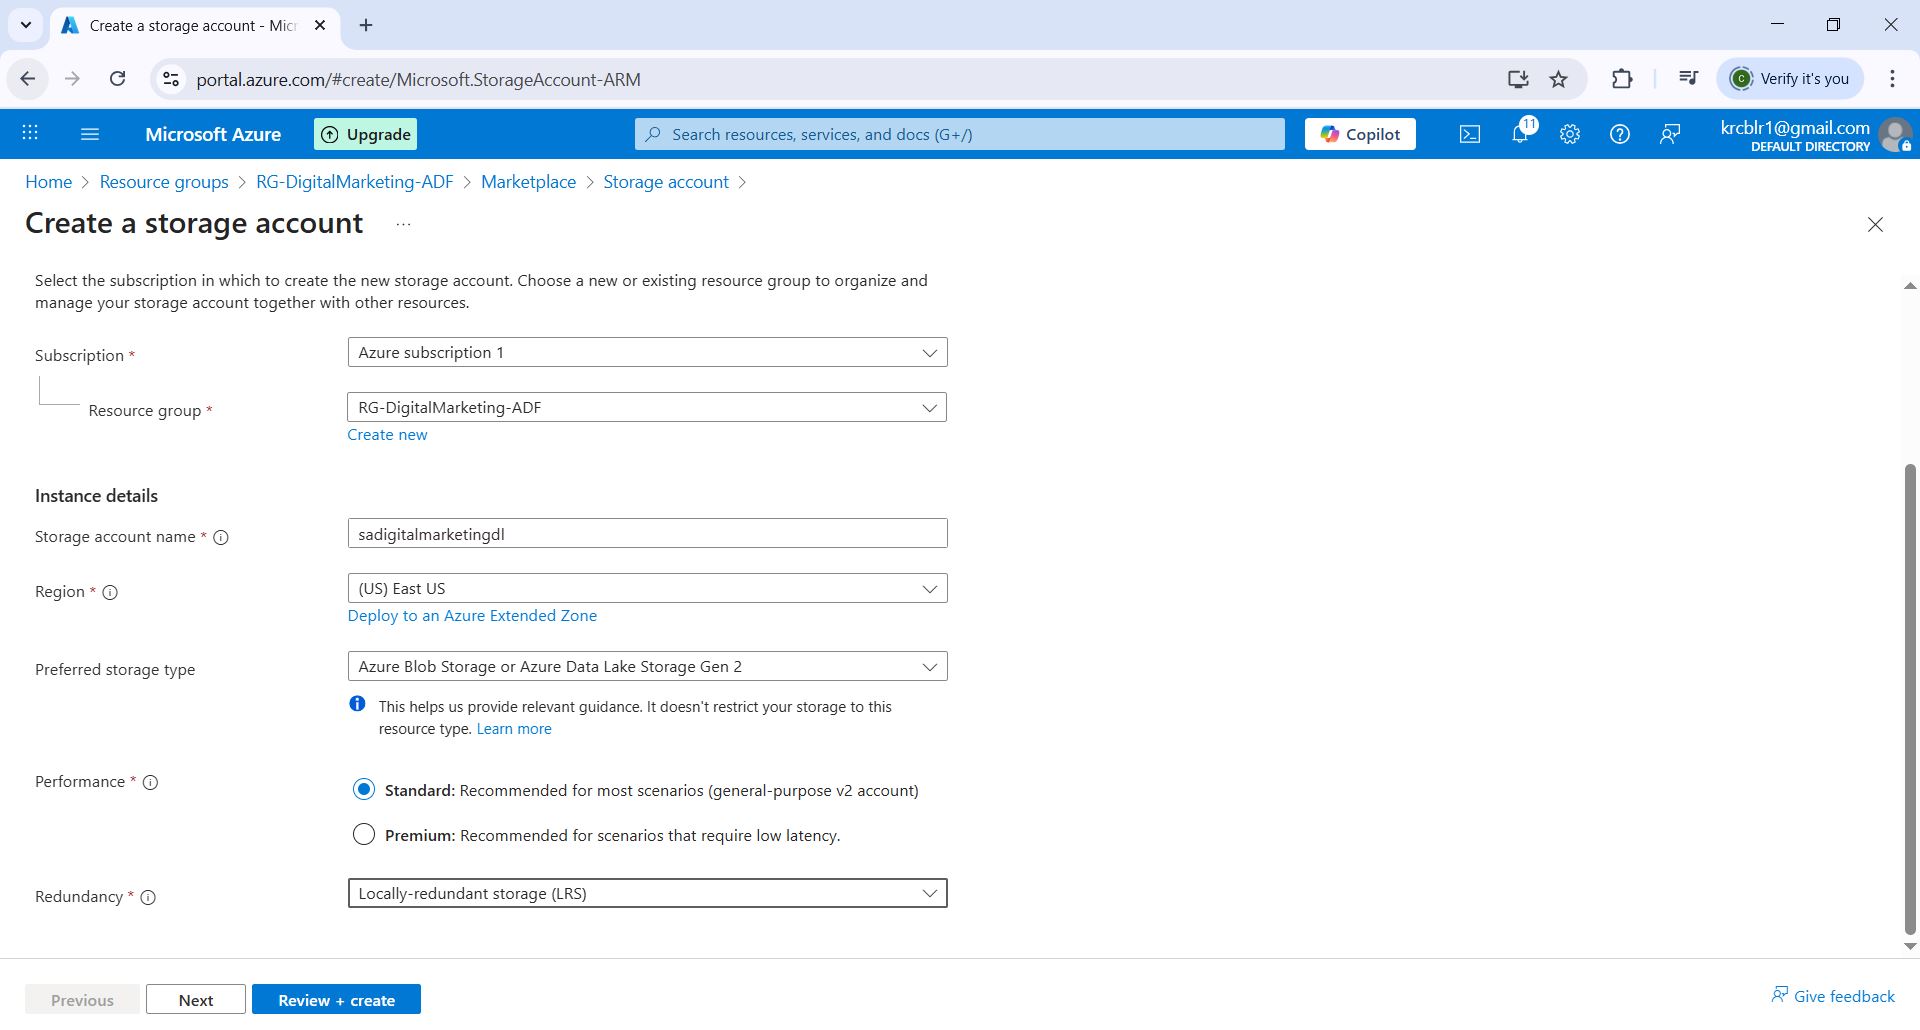 Create a storage account - Micr
portal.azure.com/#create/Microsoft.StorageAccount-ARM
C
Verify it's you
Microsoft Azure
Upgrade
Search resources, services, and docs (G+/)
Copilot
11
krcblr1@gmail.com
DEFAULT DIRECTORY
Home > Resource groups > RG-DigitalMarketing-ADF > Marketplace > Storage account >
Create a storage account ...
Select the subscription in which to create the new storage account. Choose a new or existing resource group to organize and
manage your storage account together with other resources.
Subscription *
Azure subscription 1
Resource group *
RG-DigitalMarketing-ADF
Create new
Instance details
Storage account name *
sadigitalmarketingdl
Region *
(US) East US
Deploy to an Azure Extended Zone
Preferred storage type
Azure Blob Storage or Azure Data Lake Storage Gen 2
This helps us provide relevant guidance. It doesn't restrict your storage to this
resource type. Learn more
Performance *
Standard: Recommended for most scenarios (general-purpose v2 account)
Premium: Recommended for scenarios that require low latency.
Redundancy *
Locally-redundant storage (LRS)
Previous
Next
Review + create
Give feedback